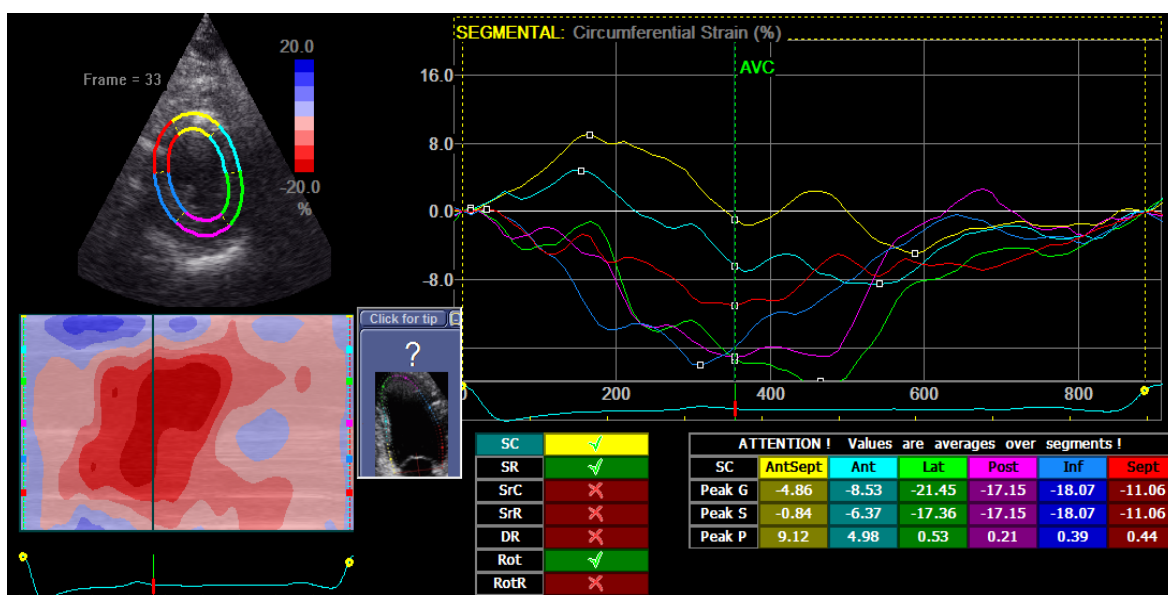 SEGMENTAL: Circumferential Strain (%)
20.0
Frame = 33
-20.0
%
AVC
16.0
8.0
0.0
-8.0
200 400 600 800
Click for tip
?
SC
SR
SrC
SrR
DR
Rot
RotR
ATTENTION ! Values are averages over segments !
SC AntSept Ant Lat Post Inf Sept
Peak G -4.86 -8.53 -21.45 -17.15 -18.07 -11.06
Peak S -0.84 -6.37 -17.36 -17.15 -18.07 -11.06
Peak P 9.12 4.98 0.53 0.21 0.39 0.44